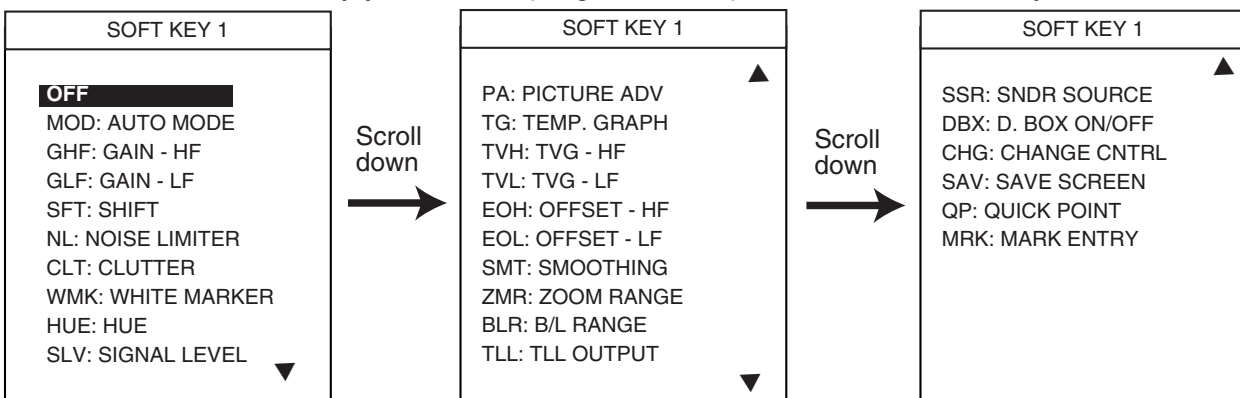 SOFT KEY 1
OFF
MOD: AUTO MODE
GHF: GAIN - HF
GLF: GAIN - LF
SFT: SHIFT
NL: NOISE LIMITER
CLT: CLUTTER
WMK: WHITE MARKER
HUE: HUE
SLV: SIGNAL LEVEL
Scroll
down
SOFT KEY 1
PA: PICTURE ADV
TG: TEMP. GRAPH
TVH: TVG - HF
TVL: TVG - LF
EOH: OFFSET - HF
EOL: OFFSET - LF
SMT: SMOOTHING
ZMR: ZOOM RANGE
BLR: B/L RANGE
TLL: TLL OUTPUT
Scroll
down
SOFT KEY 1
SSR: SNDR SOURCE
DBX: D. BOX ON/OFF
CHG: CHANGE CNTRL
SAV: SAVE SCREEN
QP: QUICK POINT
MRK: MARK ENTRY